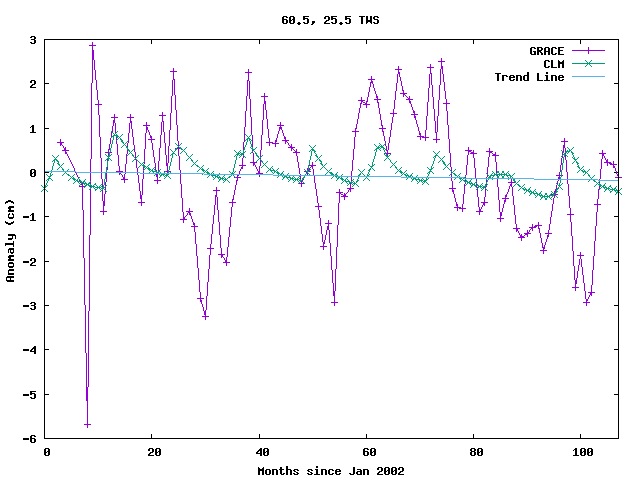 60.5, 25.5 TWS
GRACE
CLM
Trend Line
3
2
1
0
-1
-2
-3
-4
-5
-6
Anomaly (cm)
0 20 40 60 80 100
Months since Jan 2002